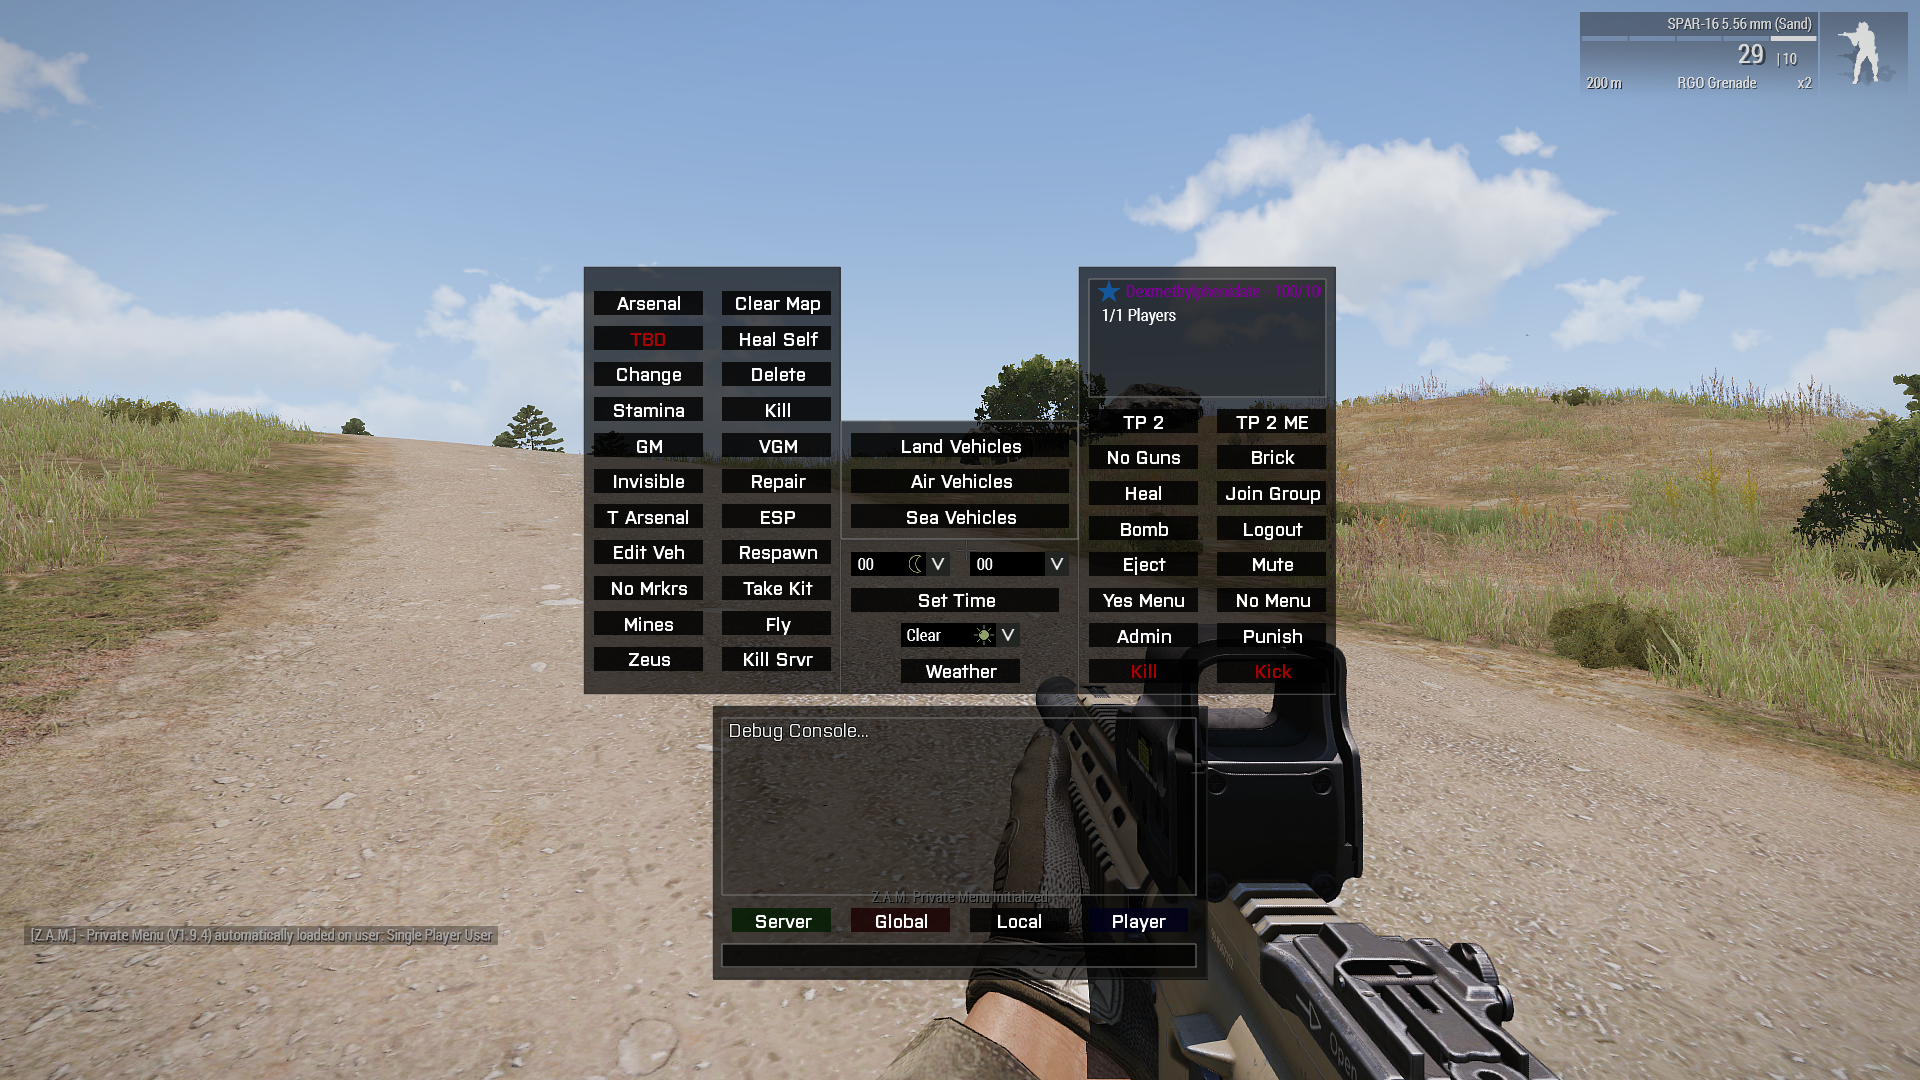 SPAR-16 5.56 mm (Sand)
29 | 10
200 m RGO Grenade x2
Arsenal Clear Map
TBD Heal Self
Change Delete
Stamina Kill
GM VGM
Invisible Repair
T Arsenal ESP
Edit Veh Respawn
No Mrkrs Take Kit
Mines Fly
Zeus Kill Srvr
Land Vehicles
Air Vehicles
Sea Vehicles
00 V 00 V
Set Time
Clear V
Weather
Dexmethylphenidate 100/10
1/1 Players
TP 2 TP 2 ME
No Guns Brick
Heal Join Group
Bomb Logout
Eject Mute
Yes Menu No Menu
Admin Punish
Kill Kick
Debug Console...
Z.A.M. Private Menu Initialized
Server Global Local Player
[Z.A.M.] - Private Menu (V1.9.4) automatically loaded on user: Single Player User
Open